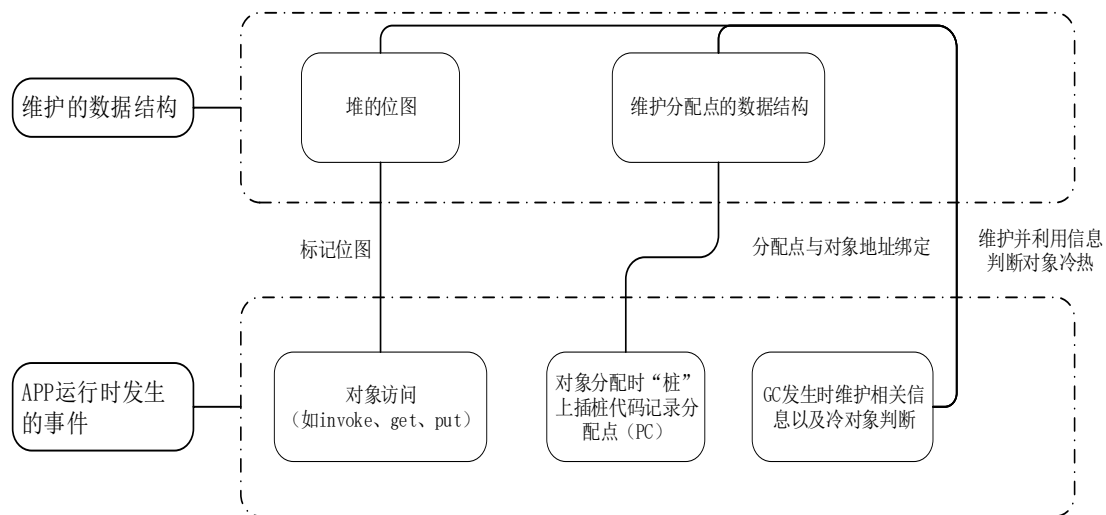 维护的数据结构
堆的位图
维护分配点的数据结构
标记位图
分配点与对象地址绑定
维护并利用信息
判断对象冷热
APP运行时发生
的事件
对象访问
（如invoke、get、put）
对象分配时“桩”
上插桩代码记录分
配点（PC）
GC发生时维护相关信
息以及冷对象判断